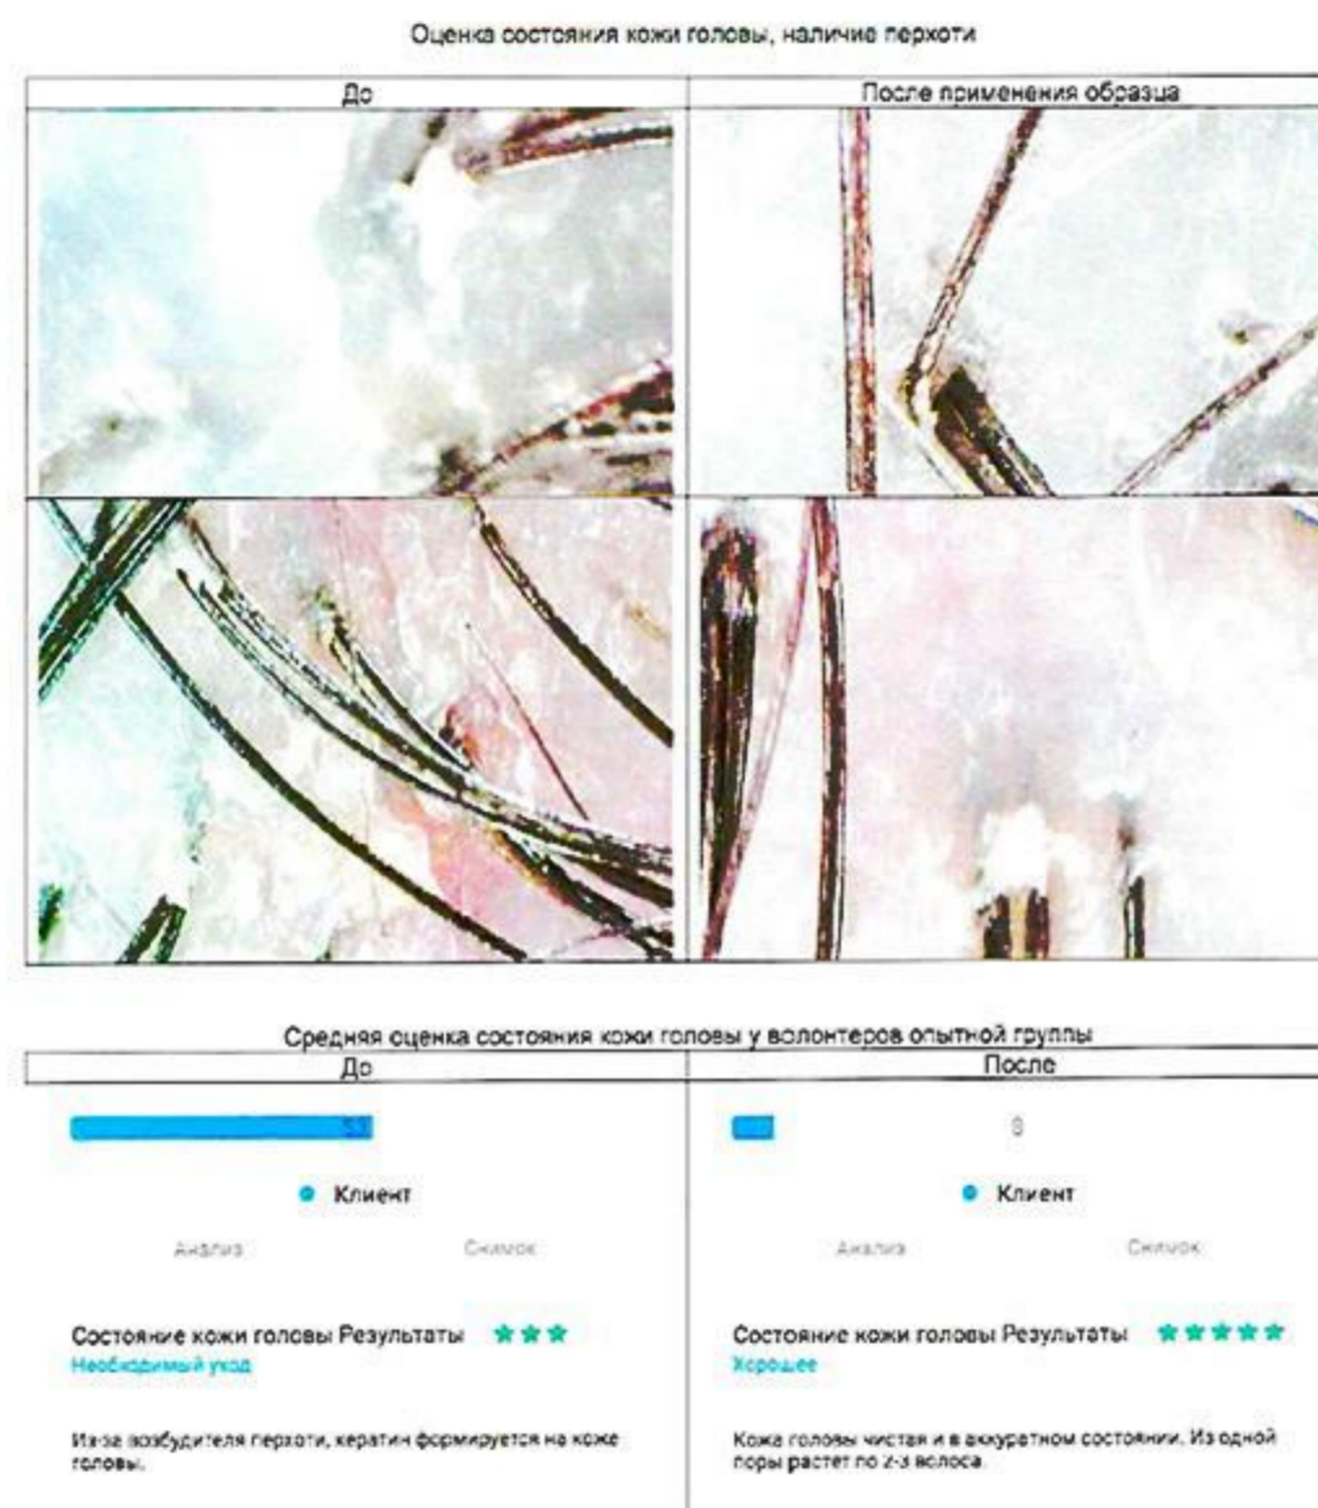 Оценка состояния кожи головы, наличие перхоти
До
После применения образца
Средняя оценка состояния кожи головы у волонтеров опытной группы
До
После
Клиент
Клиент
Анализ
Снимок
Анализ
Снимок
Состояние кожи головы Результаты
Необходимый уход
Состояние кожи головы Результаты
Хорошее
Из-за возбудителя перхоти, кератин формируется на коже
головы.
Кожа головы чистая и в аккуратном состоянии. Из одной
поры растет по 2-3 волоса.